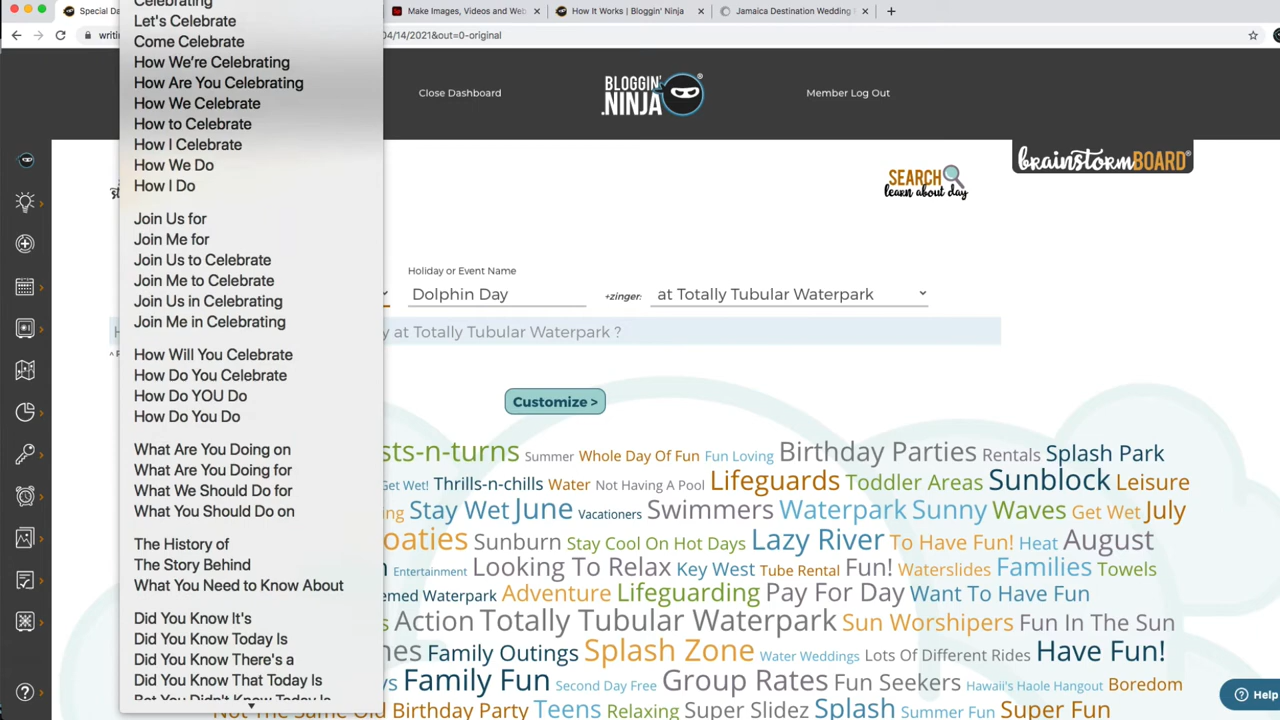 Special Da
Make Images, Videos and Web
How It Works | Bloggin' Ninja
Jamaica Destination Wedding
04/14/2021&out=0-original
Close Dashboard
BLOGGIN'
.NINJA
Member Log Out
brainstormBOARD
SEARCH
learn about day
Celebrating
Let's Celebrate
Come Celebrate
How We're Celebrating
How Are You Celebrating
How We Celebrate
How to Celebrate
How I Celebrate
How We Do
How I Do
Join Us for
Join Me for
Join Us to Celebrate
Join Me to Celebrate
Join Us in Celebrating
Join Me in Celebrating
How Will You Celebrate
How Do You Celebrate
How Do YOU Do
How Do You Do
What Are You Doing on
What Are You Doing for
What We Should Do for
What You Should Do on
The History of
The Story Behind
What You Need to Know About
Did You Know It's
Did You Know Today Is
Did You Know There's a
Did You Know That Today Is
Bet You Didn't Know Today Is
Holiday or Event Name
Dolphin Day +zinger: at Totally Tubular Waterpark
y at Totally Tubular Waterpark ?
Customize >
sts-n-turns Summer Whole Day Of Fun Fun Loving Birthday Parties Rentals Splash Park
Get Wet! Thrills-n-chills Water Not Having A Pool Lifeguards Toddler Areas Sunblock Leisure
ng Stay Wet June Vacationers Swimmers Waterpark Sunny Waves Get Wet July
oaties Sunburn Stay Cool On Hot Days Lazy River To Have Fun! Heat August
n Entertainment Looking To Relax Key West Tube Rental Fun! Waterslides Families Towels
emed Waterpark Adventure Lifeguarding Pay For Day Want To Have Fun
Action Totally Tubular Waterpark Sun Worshipers Fun In The Sun
mes Family Outings Splash Zone Water Weddings Lots Of Different Rides Have Fun!
ys Family Fun Second Day Free Group Rates Fun Seekers Hawaii's Haole Hangout Boredom
Not The Same Old Birthday Party Teens Relaxing Super Slidez Splash Summer Fun Super Fun
Help